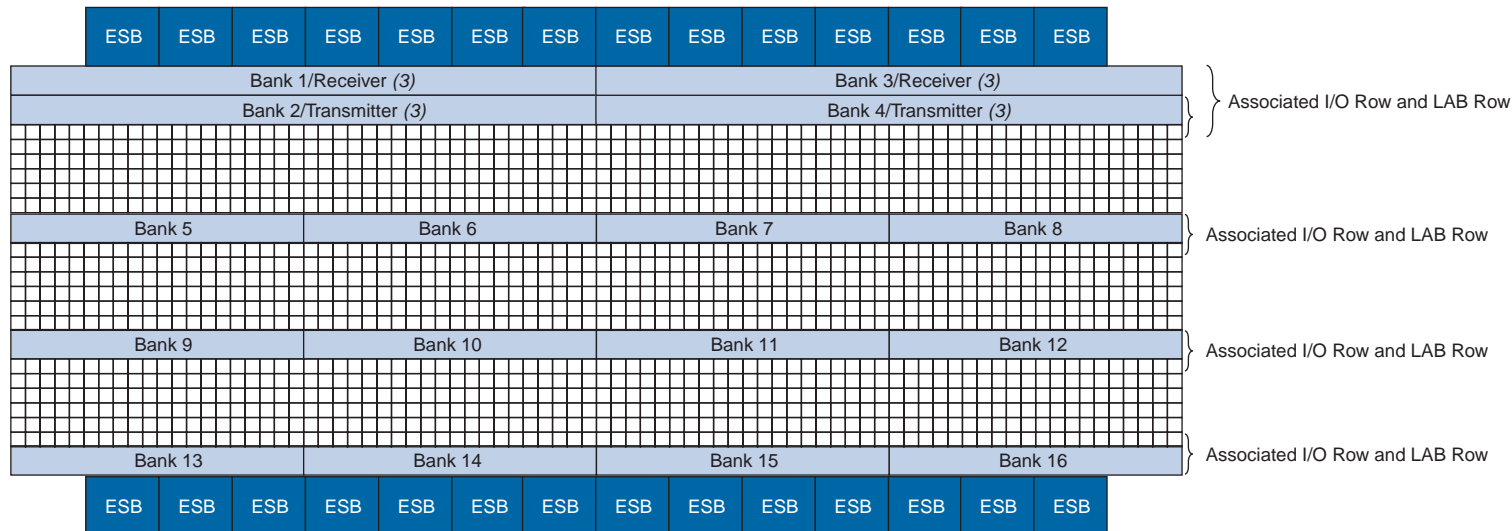 ESB ESB ESB ESB ESB ESB ESB ESB ESB ESB ESB ESB ESB ESB
Bank 1/Receiver (3) Bank 3/Receiver (3)
Bank 2/Transmitter (3) Bank 4/Transmitter (3)
Associated I/O Row and LAB Row
Bank 5 Bank 6 Bank 7 Bank 8
Associated I/O Row and LAB Row
Bank 9 Bank 10 Bank 11 Bank 12
Associated I/O Row and LAB Row
Bank 13 Bank 14 Bank 15 Bank 16
Associated I/O Row and LAB Row
ESB ESB ESB ESB ESB ESB ESB ESB ESB ESB ESB ESB ESB ESB